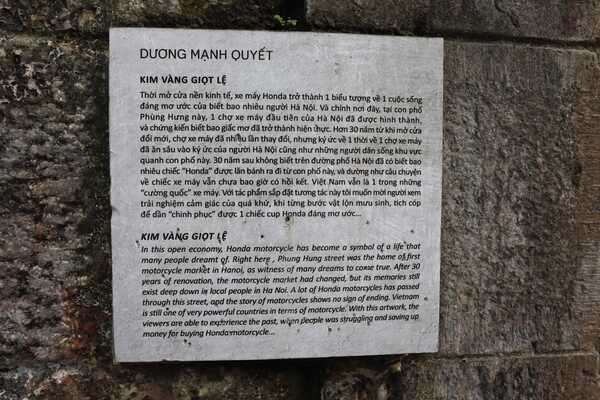 DƯƠNG MẠNH QUYẾT
KIM VÀNG GIỌT LỆ
Thời mở cửa nền kinh tế, xe máy Honda trở thành 1 biểu tượng về 1 cuộc sống
đáng mơ ước của biết bao nhiêu người Hà Nội. Và chính nơi đây, tại con phố
Phùng Hưng này, 1 chợ xe máy đầu tiên của Hà Nội đã được hình thành,
và chứng kiến biết bao giấc mơ đã trở thành hiện thực. Hơn 30 năm từ khi mở cửa
đổi mới, chợ xe máy đã nhiều lần thay đổi, nhưng ký ức về 1 thời về 1 chợ xe máy
đã ăn sâu vào ký ức của người Hà Nội cũng như những người dân sống khu vực
quanh con phố này. 30 năm sau không biết trên đường phố Hà Nội đã có biết bao
nhiêu chiếc "Honda" được lăn bánh ra đi từ con phố này, và dường như câu chuyện
về chiếc xe máy vẫn chưa bao giờ có hồi kết. Việt Nam vẫn là 1 trong những
"cường quốc" xe máy. Với tác phẩm sắp đặt tương tác này tôi muốn mời người xem
trải nghiệm cảm giác của quá khứ, khi từng bước vật lộn mưu sinh, tích cóp
để dần "chinh phục" được 1 chiếc cup Honda đáng mơ ước...
KIM VÀNG GIỌT LỆ
In this open economy, Honda motorcycle has become a symbol of a life that
many people dreamt of. Right here , Phung Hung street was the home of first
motorcycle market in Hanoi, as witness of many dreams to come true. After 30
years of renovation, the motorcycle market had changed, but its memories still
exist deep down in local people in Ha Noi. A lot of Honda motorcycles has passed
through this street, and the story of motorcycles shows no sign of ending. Vietnam
is still one of very powerful countries in terms of motorcycle. With this artwork, the
viewers are able to experience the past, when people was struggling and saving up
money for buying Honda motorcycle...